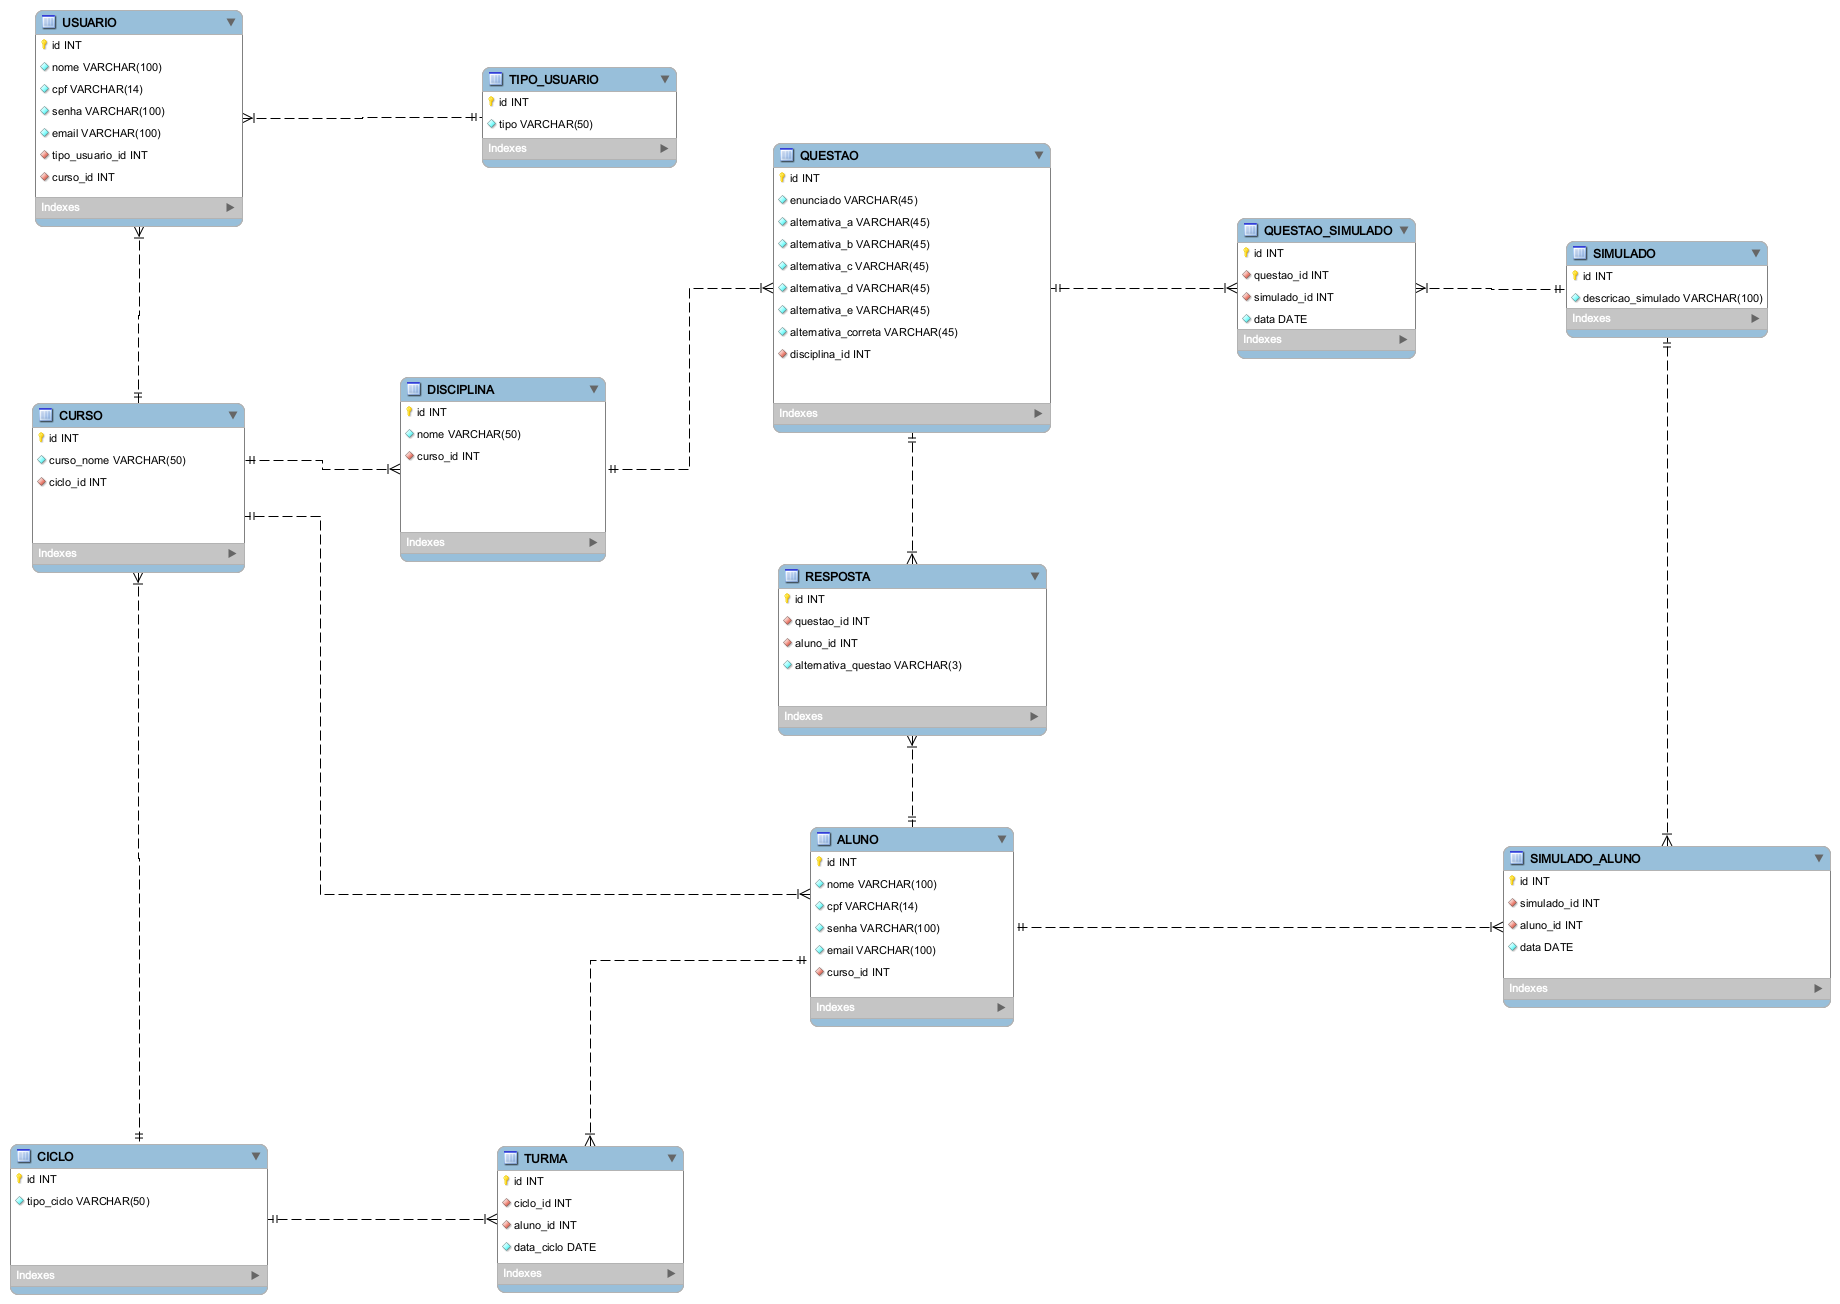 USUARIO
id INT
nome VARCHAR(100)
cpf VARCHAR(14)
senha VARCHAR(100)
email VARCHAR(100)
tipo_usuario_id INT
curso_id INT
Indexes
TIPO_USUARIO
id INT
tipo VARCHAR(50)
Indexes
QUESTAO
id INT
enunciado VARCHAR(45)
alternativa_a VARCHAR(45)
alternativa_b VARCHAR(45)
alternativa_c VARCHAR(45)
alternativa_d VARCHAR(45)
alternativa_e VARCHAR(45)
alternativa_correta VARCHAR(45)
disciplina_id INT
Indexes
QUESTAO_SIMULADO
id INT
questao_id INT
simulado_id INT
data DATE
Indexes
SIMULADO
id INT
descricao_simulado VARCHAR(100)
Indexes
CURSO
id INT
curso_nome VARCHAR(50)
ciclo_id INT
Indexes
DISCIPLINA
id INT
nome VARCHAR(50)
curso_id INT
Indexes
RESPOSTA
id INT
questao_id INT
aluno_id INT
alternativa_questao VARCHAR(3)
Indexes
ALUNO
id INT
nome VARCHAR(100)
cpf VARCHAR(14)
senha VARCHAR(100)
email VARCHAR(100)
curso_id INT
Indexes
SIMULADO_ALUNO
id INT
simulado_id INT
aluno_id INT
data DATE
Indexes
CICLO
id INT
tipo_ciclo VARCHAR(50)
Indexes
TURMA
id INT
ciclo_id INT
aluno_id INT
data_ciclo DATE
Indexes